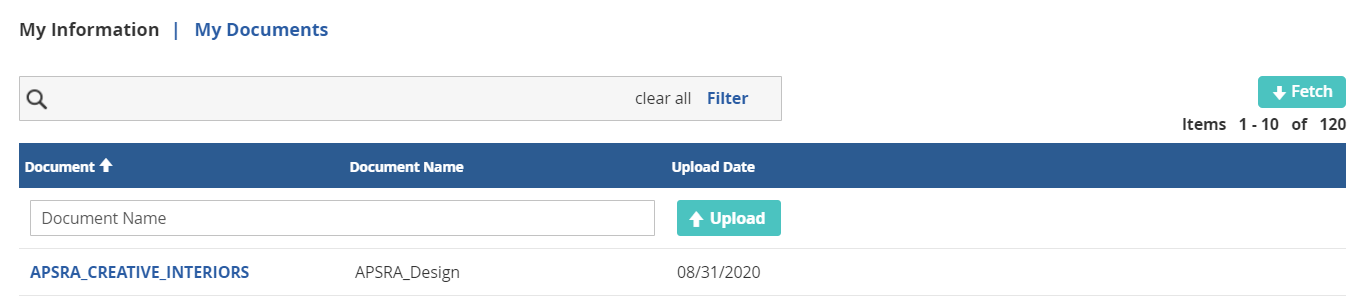 My Information | My Documents
clear all Filter
Fetch
Items 1 - 10 of 120
Document Document Name Upload Date
Document Name Upload
APSRA_CREATIVE_INTERIORS APSRA_Design 08/31/2020